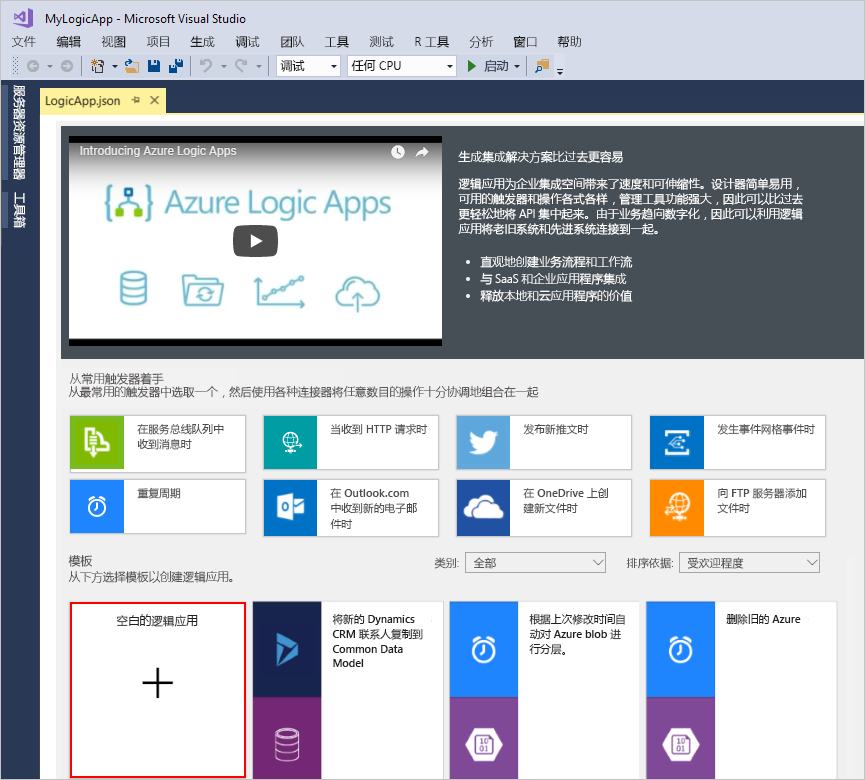 MyLogicApp - Microsoft Visual Studio
文件 编辑 视图 项目 生成 调试 团队 工具 测试 R 工具 分析 窗口 帮助
调试 任何 CPU 启动
服务器资源管理器
工具箱
LogicApp.json
Introducing Azure Logic Apps
Azure Logic Apps
生成集成解决方案比过去更容易
逻辑应用为企业集成空间带来了速度和可伸缩性。设计器简单易用，
可用的触发器和操作各式各样，管理工具功能强大，因此可以比过去
更轻松地将 API 集中起来。由于业务趋向数字化，因此可以利用逻辑
应用将老旧系统和先进系统连接到一起。
• 直观地创建业务流程和工作流
• 与 SaaS 和企业应用程序集成
• 释放本地和云应用程序的价值
从常用触发器着手
从最常用的触发器中选取一个，然后使用各种连接器将任意数目的操作十分协调地组合在一起
在服务总线队列中
收到消息时
当收到 HTTP 请求时
发布新推文时
发生事件网格事件时
重复周期
在 Outlook.com
中收到新的电子邮
件时
在 OneDrive 上创
建新文件时
向 FTP 服务器添加
文件时
模板
从下方选择模板以创建逻辑应用。
类别: 全部
排序依据: 受欢迎程度
空白的逻辑应用
将新的 Dynamics
CRM 联系人复制到
Common Data
Model
根据上次修改时间自
动对 Azure blob 进
行分层。
删除旧的 Azure
10
01
10
01